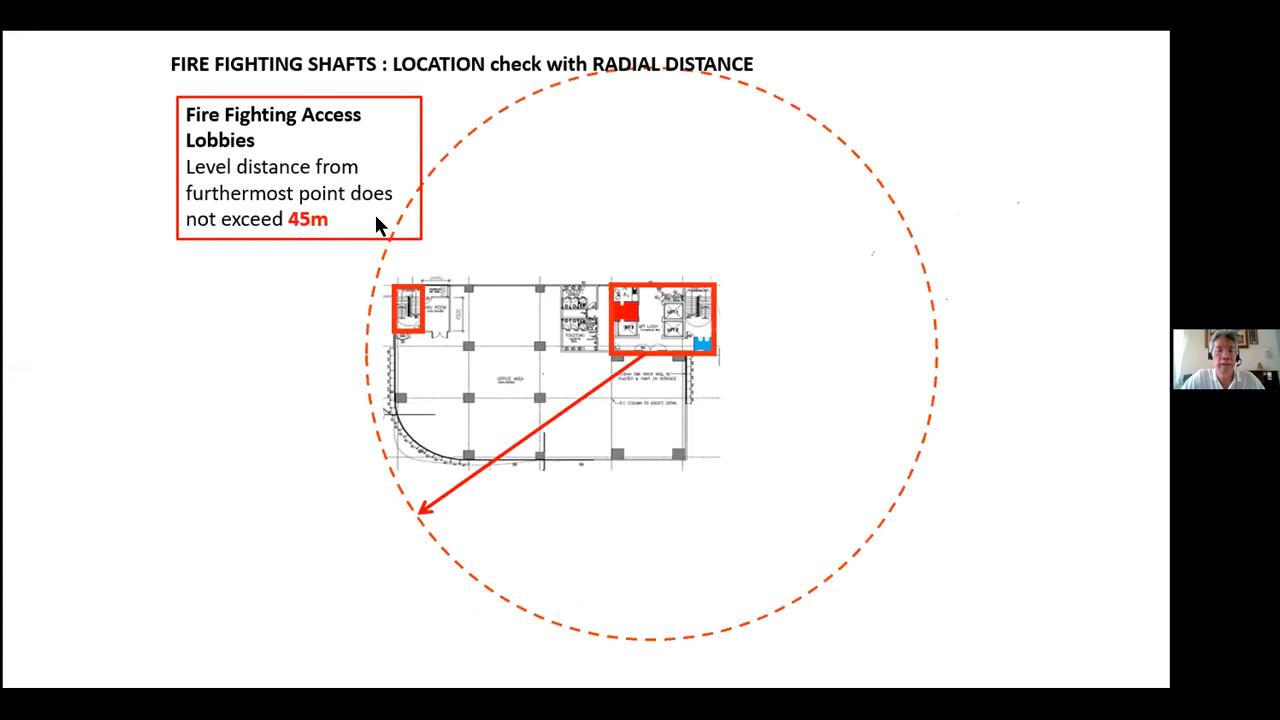 FIRE FIGHTING SHAFTS : LOCATION check with RADIAL DISTANCE
Fire Fighting Access
Lobbies
Level distance from
furthermost point does
not exceed 45m
OFFICE AREA